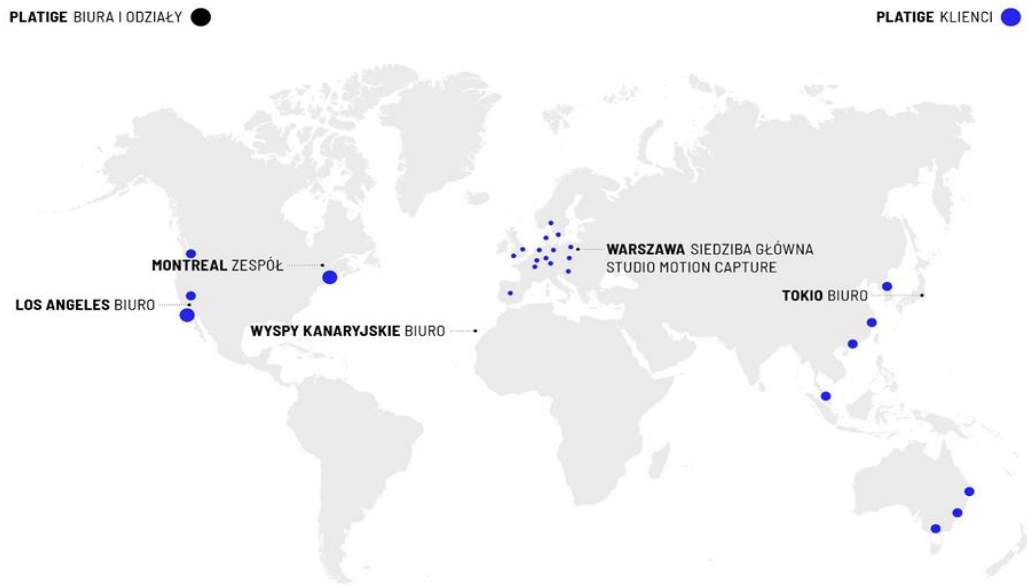 PLATIGE BIURA I ODZIAŁY
PLATIGE KLIENCI
WARSZAWA SIEDZIBA GŁÓWNA
STUDIO MOTION CAPTURE
MONTREAL ZESPÓŁ
TOKIO BIURO
LOS ANGELES BIURO
WYSPY KANARYJSKIE BIURO